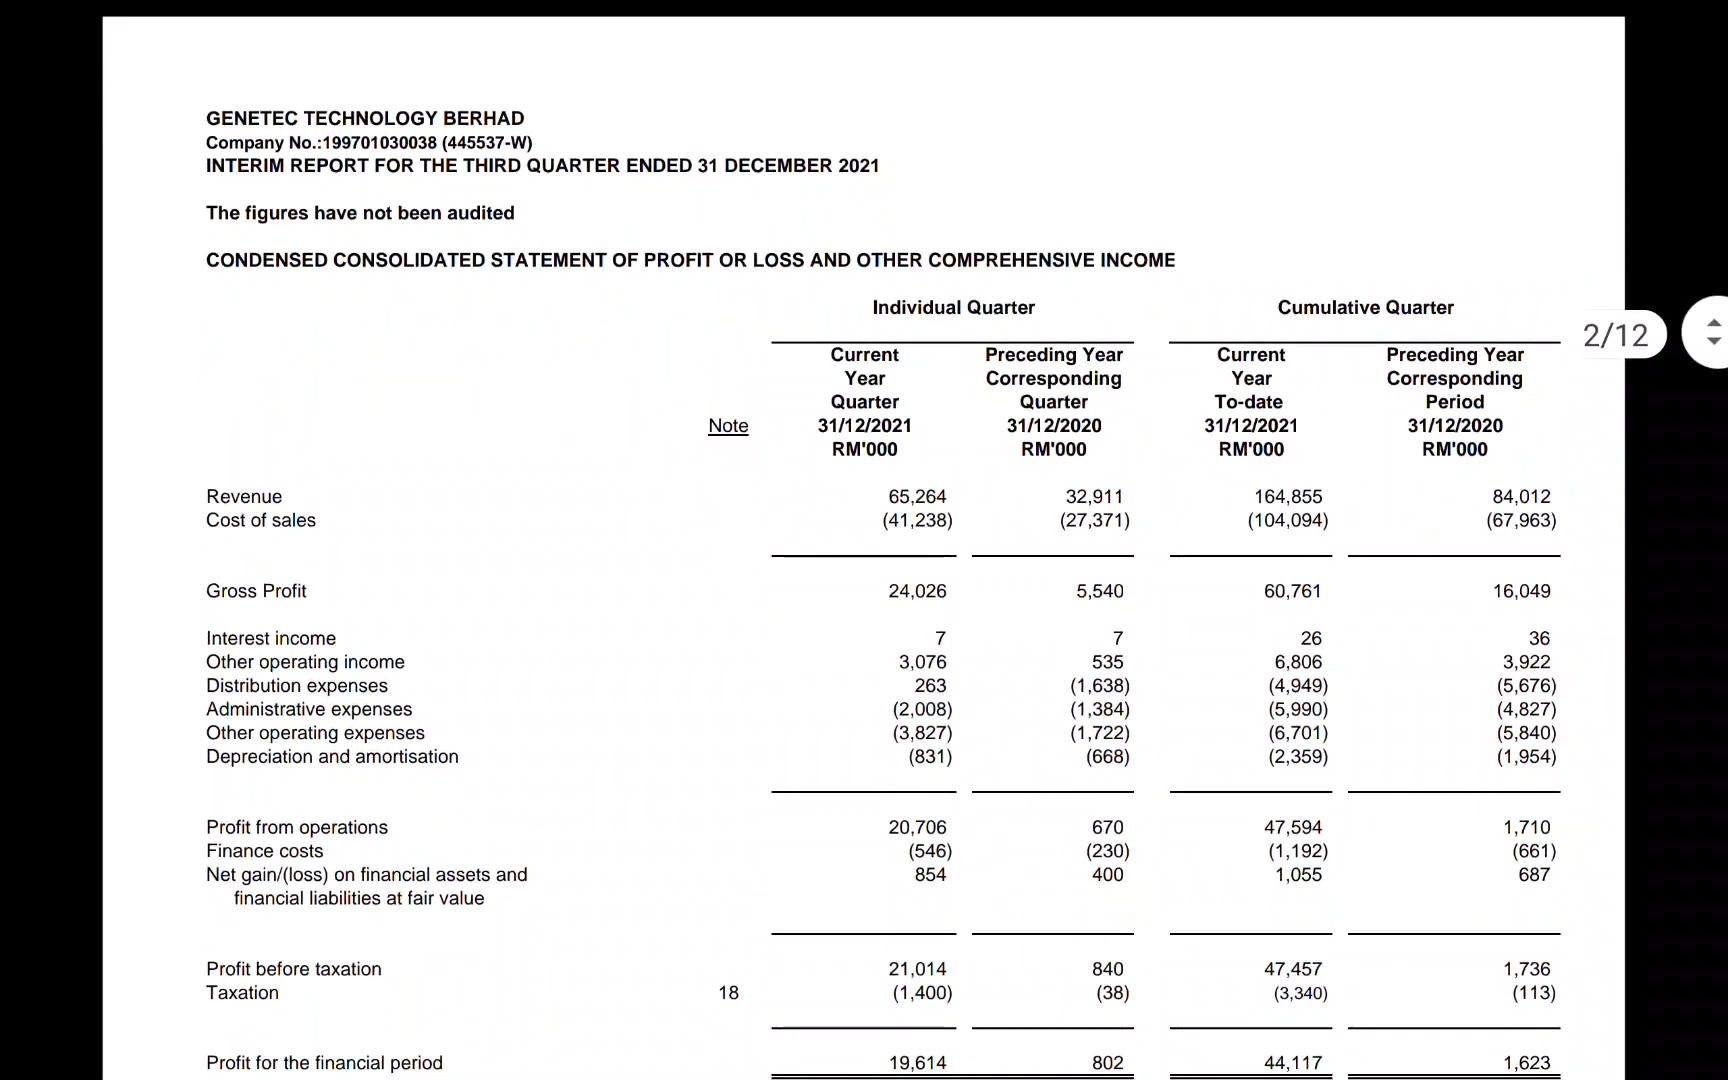 GENETEC TECHNOLOGY BERHAD
Company No.:199701030038 (445537-W)
INTERIM REPORT FOR THE THIRD QUARTER ENDED 31 DECEMBER 2021
The figures have not been audited
CONDENSED CONSOLIDATED STATEMENT OF PROFIT OR LOSS AND OTHER COMPREHENSIVE INCOME
Individual Quarter Cumulative Quarter
2/12
Current Preceding Year Current Preceding Year
Year Corresponding Year Corresponding
Quarter Quarter To-date Period
Note 31/12/2021 31/12/2020 31/12/2021 31/12/2020
RM'000 RM'000 RM'000 RM'000
Revenue 65,264 32,911 164,855 84,012
Cost of sales (41,238) (27,371) (104,094) (67,963)
Gross Profit 24,026 5,540 60,761 16,049
Interest income 7 7 26 36
Other operating income 3,076 535 6,806 3,922
Distribution expenses 263 (1,638) (4,949) (5,676)
Administrative expenses (2,008) (1,384) (5,990) (4,827)
Other operating expenses (3,827) (1,722) (6,701) (5,840)
Depreciation and amortisation (831) (668) (2,359) (1,954)
Profit from operations 20,706 670 47,594 1,710
Finance costs (546) (230) (1,192) (661)
Net gain/(loss) on financial assets and 854 400 1,055 687
financial liabilities at fair value
Profit before taxation 21,014 840 47,457 1,736
Taxation 18 (1,400) (38) (3,340) (113)
Profit for the financial period 19,614 802 44,117 1,623